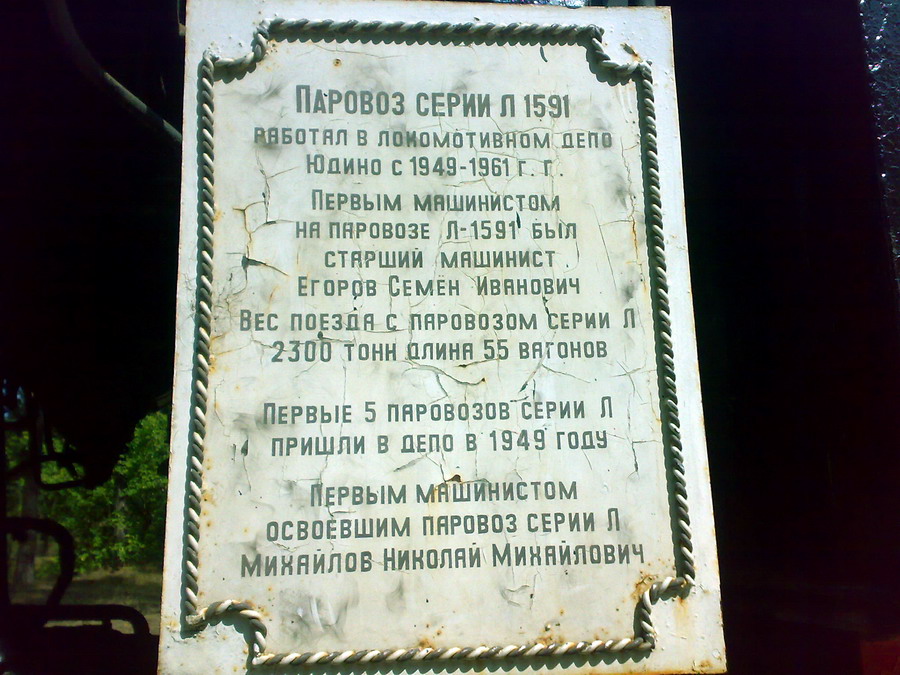 Паровоз серии Л 1591
работал в локомотивном депо
Юдино с 1949-1961 г. г.
Первым машинистом
на паровозе Л-1591 был
старший машинист
Егоров Семён Иванович
Вес поезда с паровозом серии Л
2300 тонн длина 55 вагонов
Первые 5 паровозов серии Л
пришли в депо в 1949 году
Первым машинистом
освоевшим паровоз серии Л
Михайлов Николай Михайлович